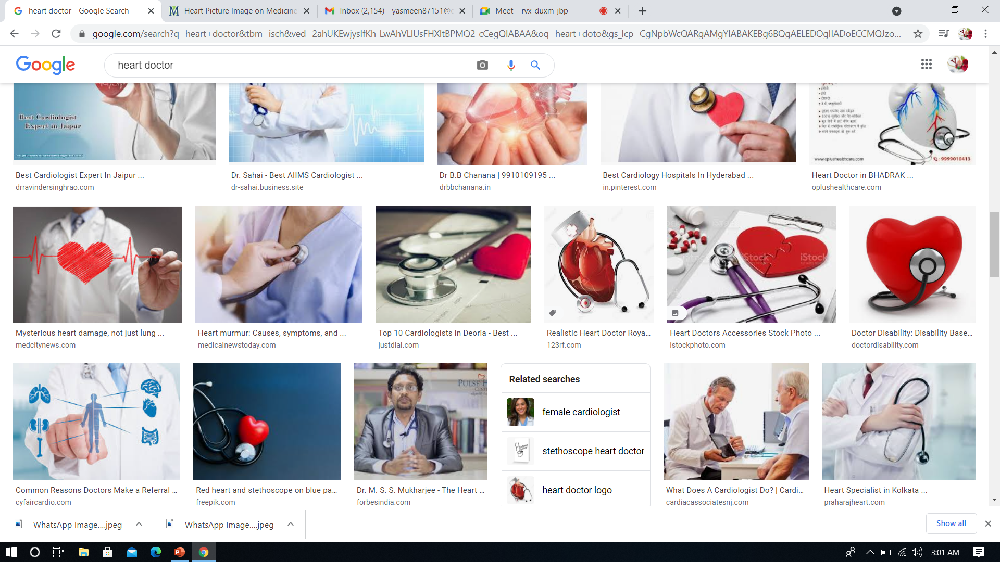 heart doctor - Google Search
Heart Picture Image on Medicine
Inbox (2,154) - yasmeen87151@g
Meet – rvx-duxm-jbp
google.com/search?q=heart+doctor&tbm=isch&ved=2ahUKEwjysIfKh-LwAhVLlUsFHXltBPMQ2-cCegQIABAA&oq=heart+doto&gs_lcp=CgNpbWcQARgAMgYIABAKEBg6BQgAELEDOgIIADoECCMQJzo...
Google
heart doctor
Best Cardiologist
Expert in Jaipur
https://www.drravindersinghrao.com/
www.oplushealthcare.com
: 9999010413
Best Cardiologist Expert In Jaipur ...
drravindersinghrao.com
Dr. Sahai - Best AIIMS Cardiologist ...
dr-sahai.business.site
Dr B.B Chanana | 9910109195 ...
drbbchanana.in
Best Cardiology Hospitals In Hyderabad ...
in.pinterest.com
Heart Doctor in BHADRAK ...
oplushealthcare.com
iStock
iStock
Mysterious heart damage, not just lung ...
medcitynews.com
Heart murmur: Causes, symptoms, and ...
medicalnewstoday.com
Top 10 Cardiologists in Deoria - Best ...
justdial.com
Realistic Heart Doctor Roya...
123rf.com
Heart Doctors Accessories Stock Photo ...
istockphoto.com
Doctor Disability: Disability Base...
doctordisability.com
PULSE H
CENT
Related searches
female cardiologist
stethoscope heart doctor
heart doctor logo
Common Reasons Doctors Make a Referral ...
cyfaircardio.com
Red heart and stethoscope on blue pa...
freepik.com
Dr. M. S. S. Mukharjee - The Heart ...
forbesindia.com
What Does A Cardiologist Do? | Cardi...
cardiacassociatesnj.com
Heart Specialist in Kolkata ...
praharajheart.com
WhatsApp Image....jpeg
WhatsApp Image....jpeg
Show all
3:01 AM